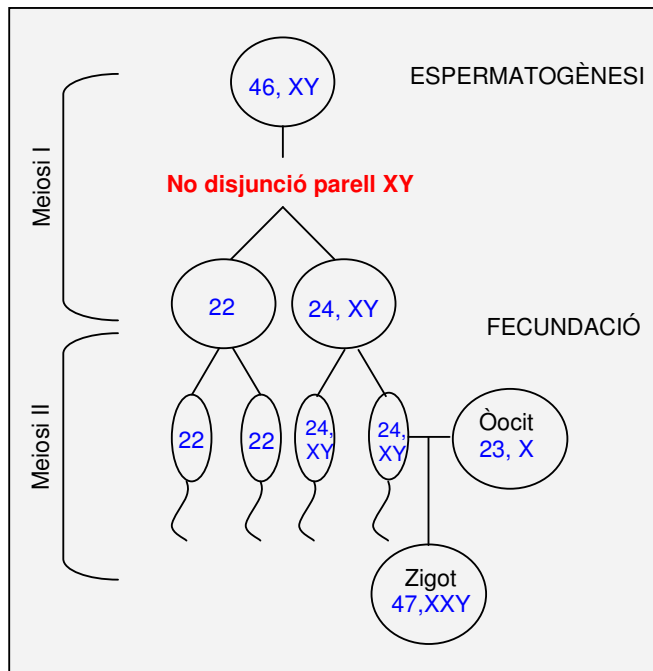 ESPERMATOGÈNESI
46, XY
Meiosi I
No disjunció parell XY
22
24, XY
FECUNDACIÓ
Meiosi II
22
22
24,
XY
24,
XY
Òocit
23, X
Zigot
47,XXY